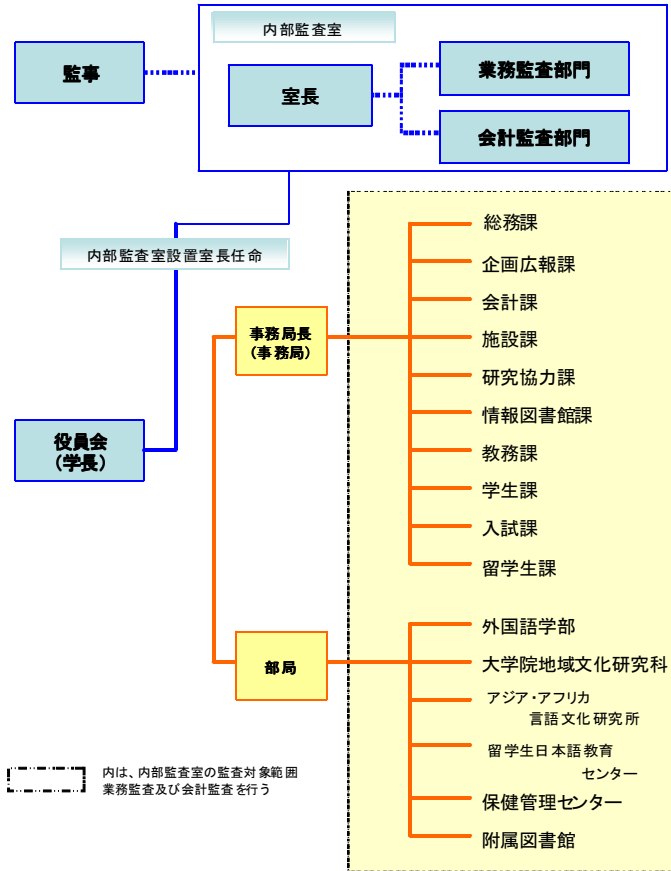 内部監査室
監事
室長
業務監査部門
会計監査部門
内部監査室設置室長任命
役員会
(学長)
事務局長
(事務局)
総務課
企画広報課
会計課
施設課
研究協力課
情報図書館課
教務課
学生課
入試課
留学生課
部局
外国語学部
大学院地域文化研究科
アジア・アフリカ
言語文化研究所
留学生日本語教育
センター
保健管理センター
附属図書館
内は、内部監査室の監査対象範囲
業務監査及び会計監査を行う